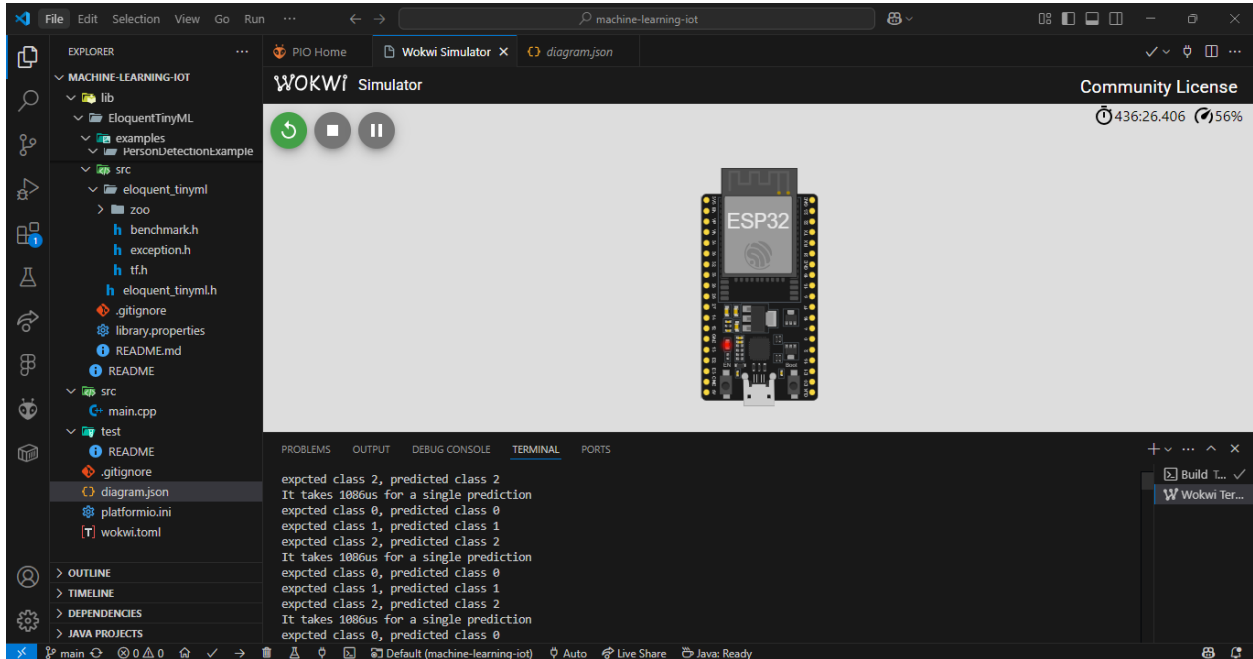 File Edit Selection View Go Run ··· machine-learning-iot
EXPLORER ···
PIO Home Wokwi Simulator diagram.json
MACHINE-LEARNING-IOT
lib
EloquentTinyML
examples
PersonDetectionExample
src
eloquent_tinyml
zoo
benchmark.h
exception.h
tf.h
eloquent_tinyml.h
.gitignore
library.properties
README.md
README
src
main.cpp
test
README
.gitignore
diagram.json
platformio.ini
wokwi.toml
OUTLINE
TIMELINE
DEPENDENCIES
JAVA PROJECTS
WOKWi Simulator
Community License
436:26.406 56%
ESP32
EN Boot
PROBLEMS OUTPUT DEBUG CONSOLE TERMINAL PORTS
expcted class 2, predicted class 2
It takes 1086us for a single prediction
expcted class 0, predicted class 0
expcted class 1, predicted class 1
expcted class 2, predicted class 2
It takes 1086us for a single prediction
expcted class 0, predicted class 0
expcted class 1, predicted class 1
expcted class 2, predicted class 2
It takes 1086us for a single prediction
expcted class 0, predicted class 0
Build T...
Wokwi Ter...
1
main 0 0 0 Default (machine-learning-iot) Auto Live Share Java: Ready